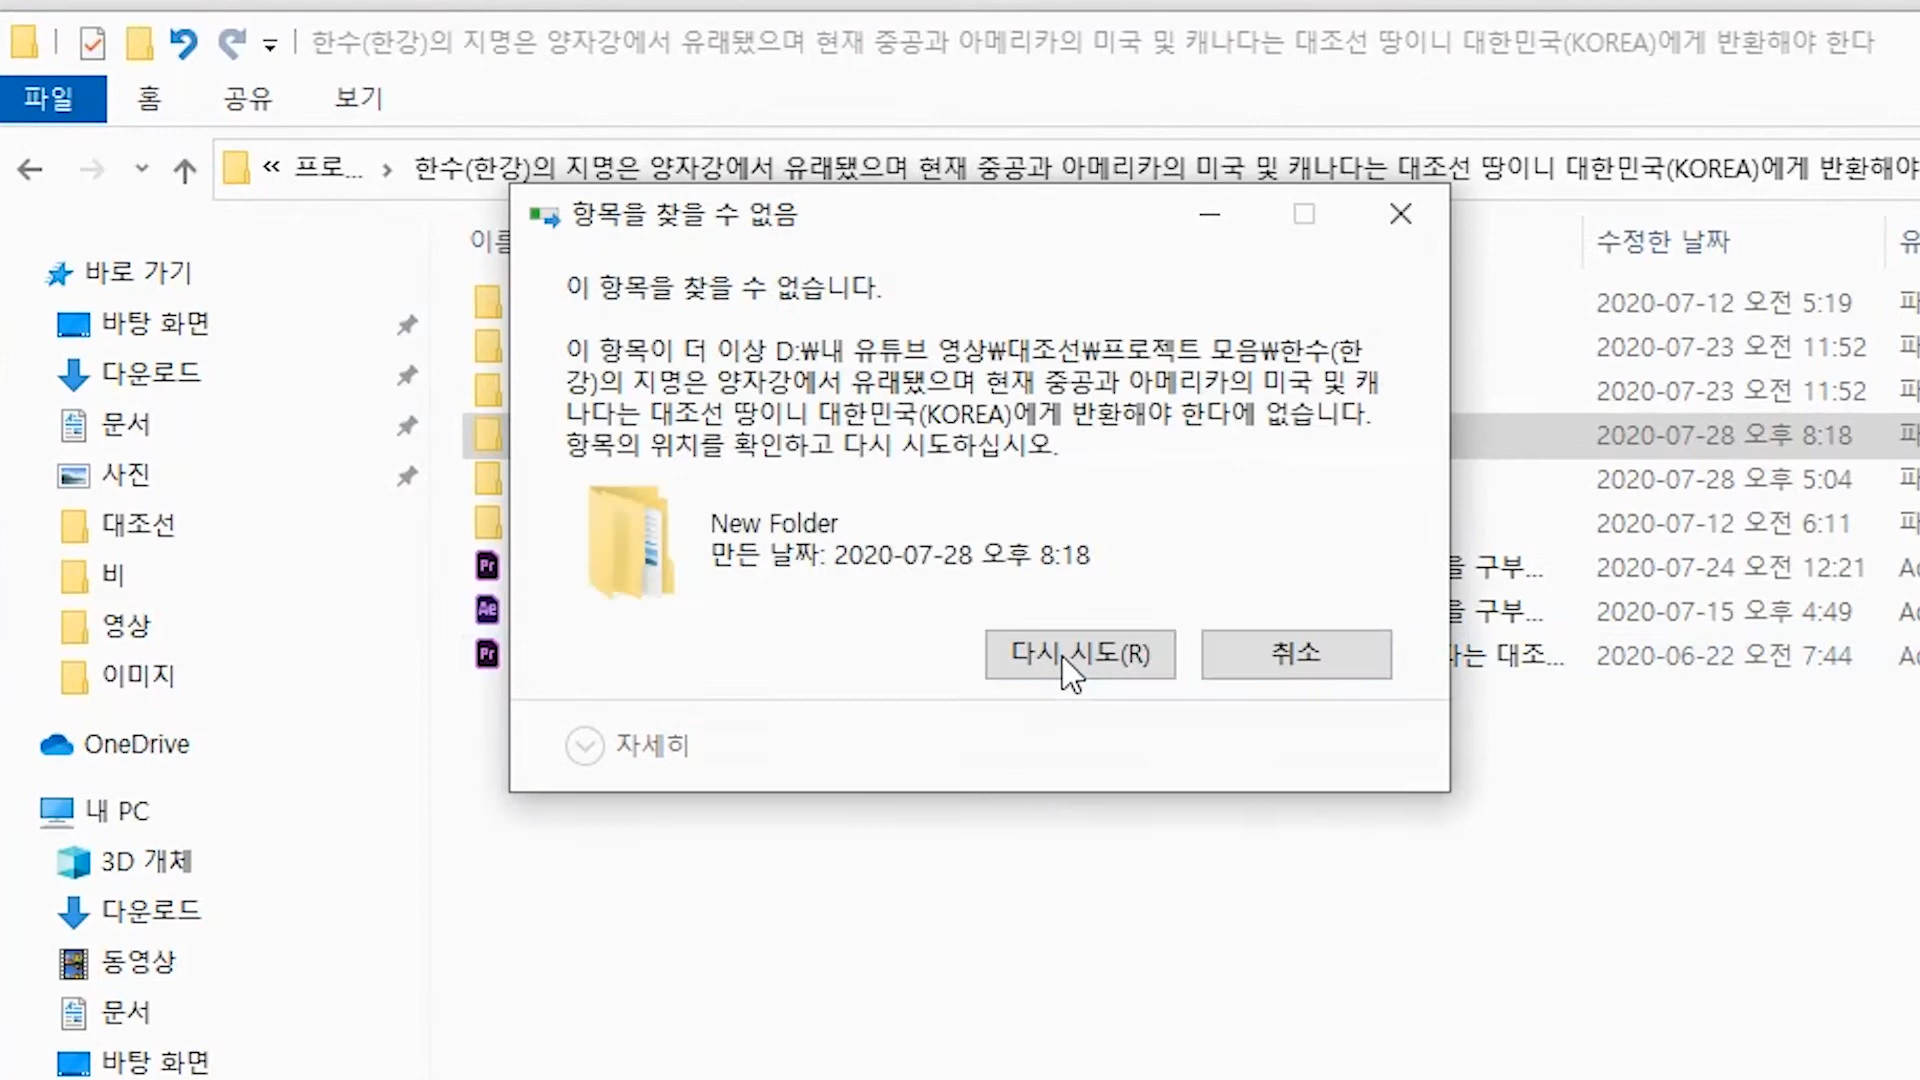 한수(한강)의 지명은 양자강에서 유래됐으며 현재 중공과 아메리카의 미국 및 캐나다는 대조선 땅이니 대한민국(KOREA)에게 반환해야 한다
파일 홈 공유 보기
« 프로... › 한수(한강)의 지명은 양자강에서 유래됐으며 현재 중공과 아메리카의 미국 및 캐나다는 대조선 땅이니 대한민국(KOREA)에게 반환해야
항목을 찾을 수 없음
이 항목을 찾을 수 없습니다.
이 항목이 더 이상 D:₩내 유튜브 영상₩대조선₩프로젝트 모음₩한수(한
강)의 지명은 양자강에서 유래됐으며 현재 중공과 아메리카의 미국 및 캐
나다는 대조선 땅이니 대한민국(KOREA)에게 반환해야 한다에 없습니다.
항목의 위치를 확인하고 다시 시도하십시오.
New Folder
만든 날짜: 2020-07-28 오후 8:18
다시 시도(R)
취소
자세히
바로 가기
바탕 화면
다운로드
문서
사진
대조선
비
영상
이미지
OneDrive
내 PC
3D 개체
다운로드
동영상
문서
바탕 화면
수정한 날짜
2020-07-12 오전 5:19
2020-07-23 오전 11:52
2020-07-23 오전 11:52
2020-07-28 오후 8:18
2020-07-28 오후 5:04
2020-07-12 오전 6:11
을 구부... 2020-07-24 오전 12:21
을 구부... 2020-07-15 오후 4:49
는 대조... 2020-06-22 오전 7:44
Pr
Ae
Pr